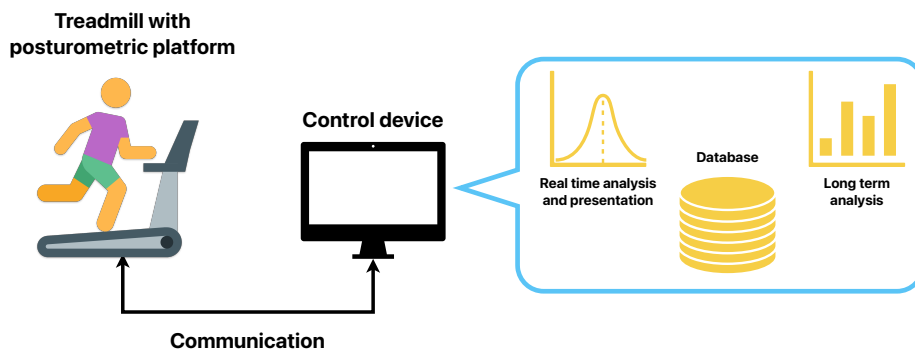 Treadmill with
posturometric platform
Control device
Communication
Real time analysis
and presentation
Database
Long term
analysis